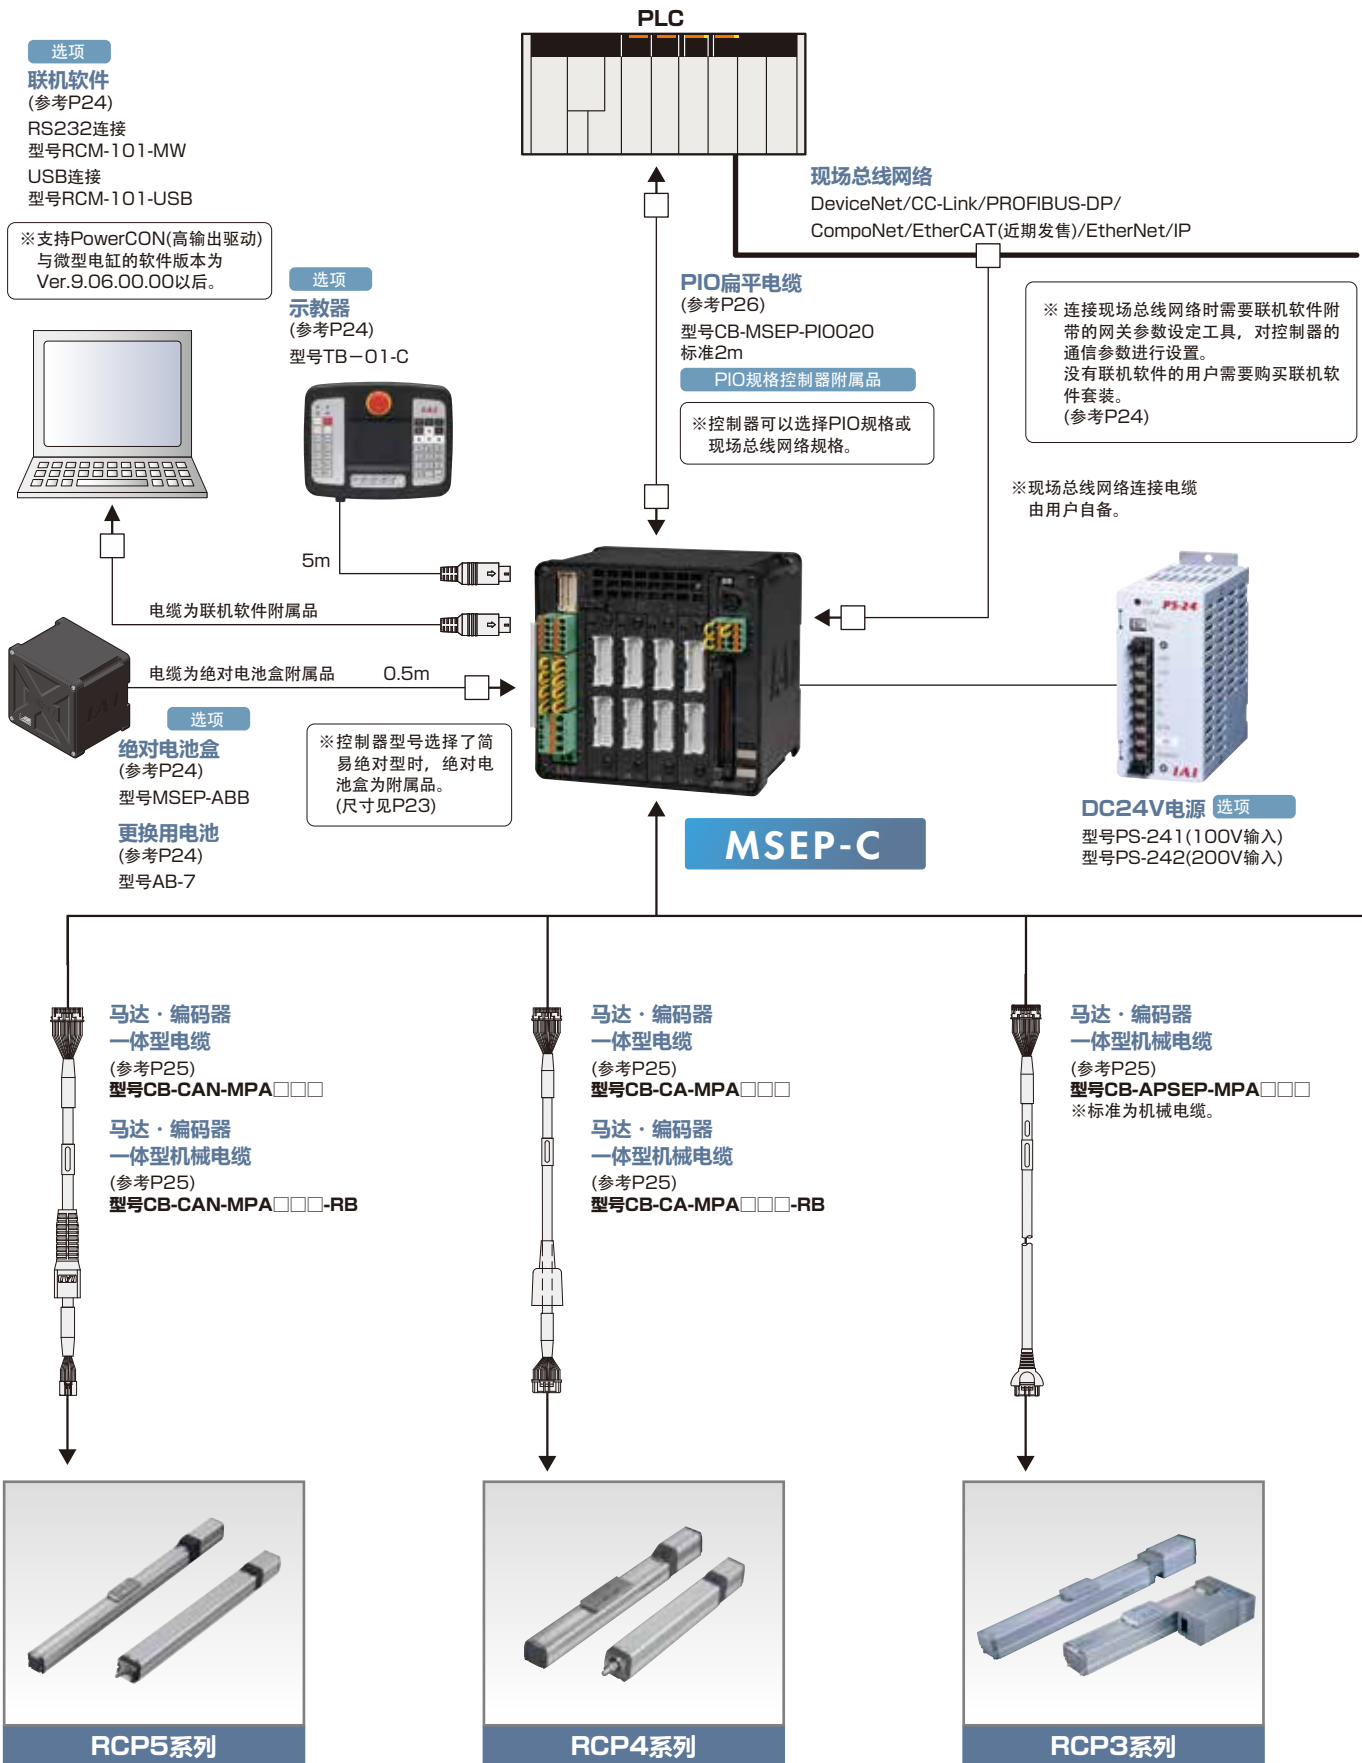 PLC
选项
联机软件
(参考P24)
RS232连接
型号RCM-101-MW
USB连接
型号RCM-101-USB
※支持PowerCON(高输出驱动)
与微型电缸的软件版本为
Ver.9.06.00.00以后。
选项
示教器
(参考P24)
型号TB－01-C
PIO扁平电缆
(参考P26)
型号CB-MSEP-PIO020
标准2m
PIO规格控制器附属品
※控制器可以选择PIO规格或
现场总线网络规格。
现场总线网络
DeviceNet/CC-Link/PROFIBUS-DP/
CompoNet/EtherCAT(近期发售)/EtherNet/IP
※ 连接现场总线网络时需要联机软件附
带的网关参数设定工具，对控制器的
通信参数进行设置。
没有联机软件的用户需要购买联机软
件套装。
(参考P24)
※现场总线网络连接电缆
由用户自备。
IAI
5m
电缆为联机软件附属品
电缆为绝对电池盒附属品
0.5m
IAI
选项
绝对电池盒
(参考P24)
型号MSEP-ABB
更换用电池
(参考P24)
型号AB-7
※控制器型号选择了简
易绝对型时，绝对电
池盒为附属品。
(尺寸见P23)
MSEP-C
PS-24
IAI
DC24V电源 选项
型号PS-241(100V输入)
型号PS-242(200V输入)
马达・编码器
一体型电缆
(参考P25)
型号CB-CAN-MPA□□□
马达・编码器
一体型机械电缆
(参考P25)
型号CB-CAN-MPA□□□-RB
马达・编码器
一体型电缆
(参考P25)
型号CB-CA-MPA□□□
马达・编码器
一体型机械电缆
(参考P25)
型号CB-CA-MPA□□□-RB
马达・编码器
一体型机械电缆
(参考P25)
型号CB-APSEP-MPA□□□
※标准为机械电缆。
RCP5系列
RCP4系列
RCP3系列